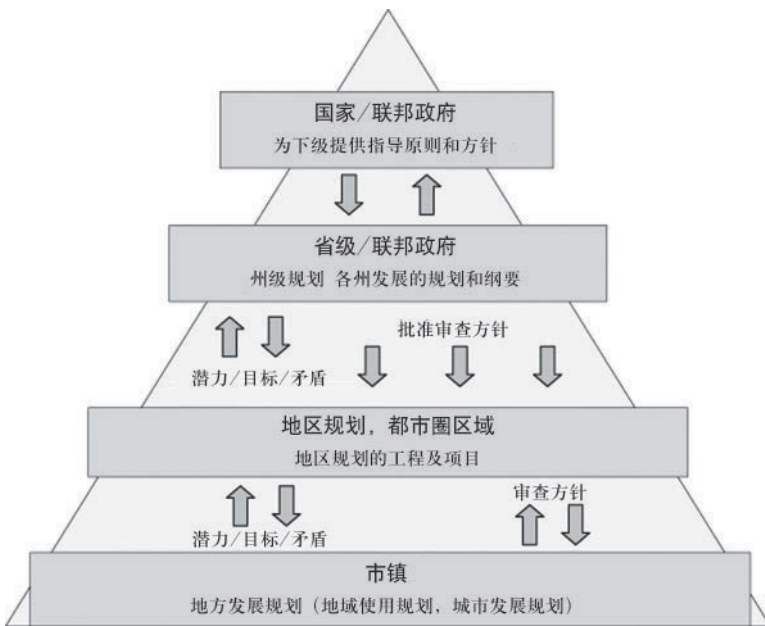 国家/联邦政府
为下级提供指导原则和方针
省级/联邦政府
州级规划 各州发展的规划和纲要
批准审查方针
潜力/目标/矛盾
地区规划，都市圈区域
地区规划的工程及项目
审查方针
潜力/目标/矛盾
市镇
地方发展规划（地域使用规划，城市发展规划）